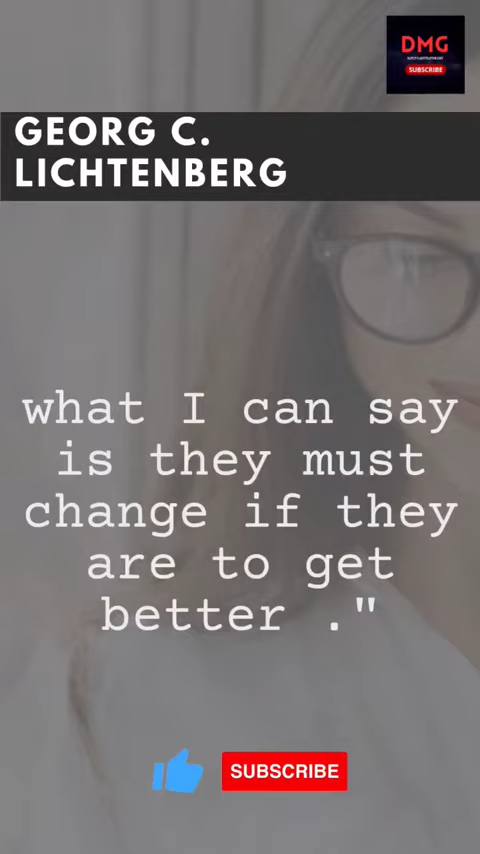 DMG
SUBSCRIBE
GEORG C.
LICHTENBERG
what I can say
is they must
change if they
are to get
better ."
SUBSCRIBE